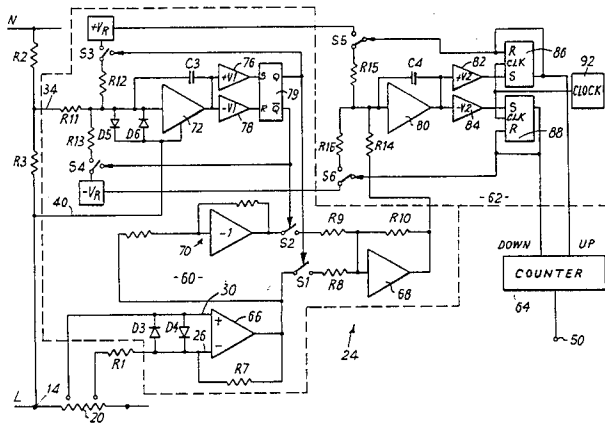 N
+VR
S3
R2
R12
C3
76
+V1
S Q
79
34
R11
D5
D6
72
-V1
R Q̅
78
R13
S4
-VR
R3
40
S5
R15
C4
82
+V2
R
CLK
S
86
92
CLOCK
80
-V2
84
S
CLK
R
88
R16
R14
S6
-62-
70
-1
S2
R9
R10
DOWN
UP
-60-
S1
R8
68
COUNTER
64
30
D3
D4
+
66
26
-
R1
R7
24
50
L
14
20